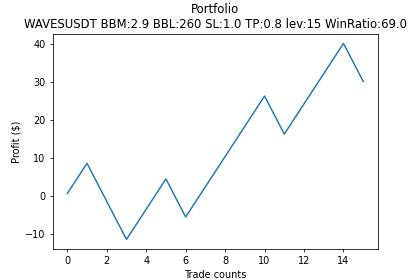 Portfolio
WAVESUSDT BBM:2.9 BBL:260 SL:1.0 TP:0.8 lev:15 WinRatio:69.0
40
30
20
10
0
−10
Profit ($)
0 2 4 6 8 10 12 14
Trade counts